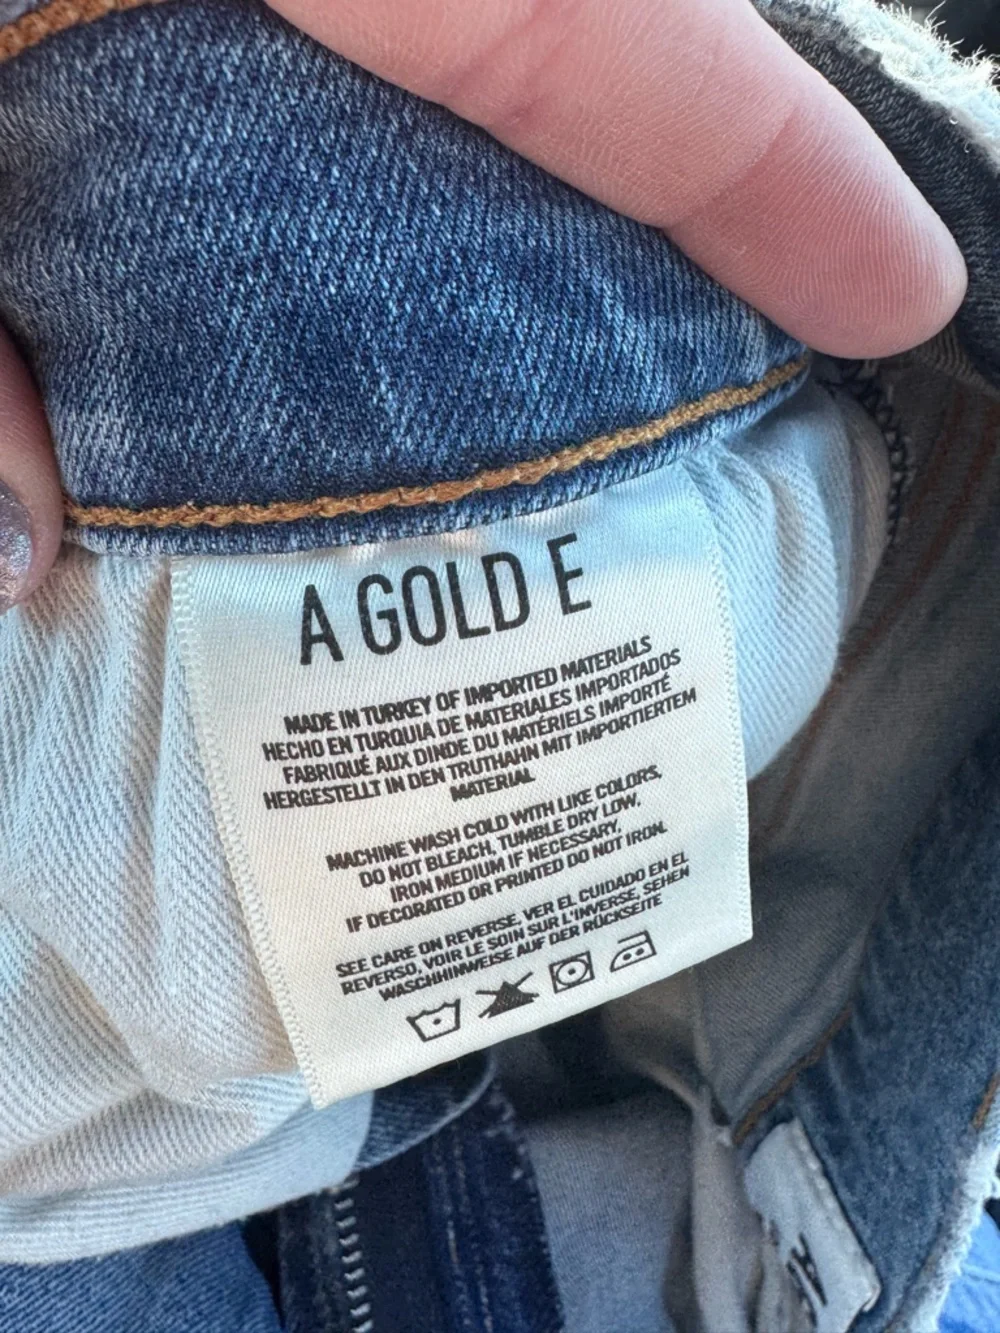 A GOLD E
MADE IN TURKEY OF IMPORTED MATERIALS
HECHO EN TURQUIA DE MATERIALES IMPORTADOS
FABRIQUÉ AUX DINDE DU MATÉRIELS IMPORTÉ
HERGESTELLT IN DEN TRUTHAHN MIT IMPORTIERTEM
MATERIAL
MACHINE WASH COLD WITH LIKE COLORS,
DO NOT BLEACH, TUMBLE DRY LOW,
IRON MEDIUM IF NECESSARY,
IF DECORATED OR PRINTED DO NOT IRON.
SEE CARE ON REVERSE, VER EL CUIDADO EN EL
REVERSO, VOIR LE SOIN SUR L'INVERSE, SEHEN
WASCHHINWEISE AUF DER RÜCKSEITE